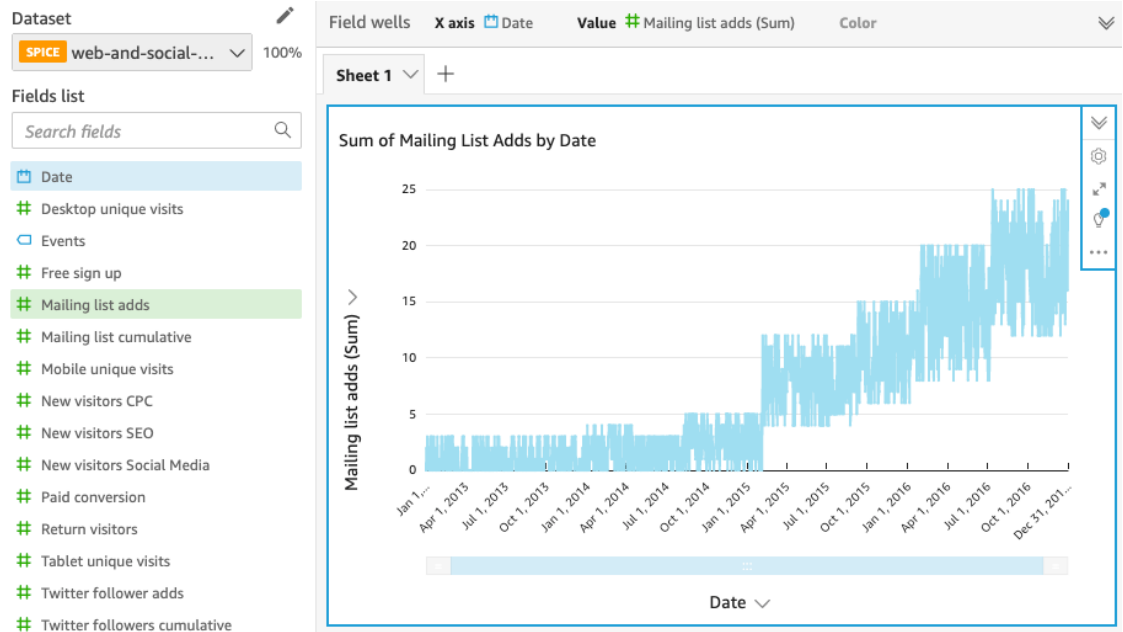 Dataset
SPICE web-and-social-... 100%
Fields list
Search fields
Date
Desktop unique visits
Events
Free sign up
Mailing list adds
Mailing list cumulative
Mobile unique visits
New visitors CPC
New visitors SEO
New visitors Social Media
Paid conversion
Return visitors
Tablet unique visits
Twitter follower adds
Twitter followers cumulative
Field wells X axis Date Value Mailing list adds (Sum) Color
Sheet 1
Sum of Mailing List Adds by Date
Mailing list adds (Sum)
25
20
15
10
5
0
Jan 1,...
Apr 1, 2013
Jul 1, 2013
Oct 1, 2013
Jan 1, 2014
Apr 1, 2014
Jul 1, 2014
Oct 1, 2014
Jan 1, 2015
Apr 1, 2015
Jul 1, 2015
Oct 1, 2015
Jan 1, 2016
Apr 1, 2016
Jul 1, 2016
Oct 1, 2016
Dec 31, 201...
Date